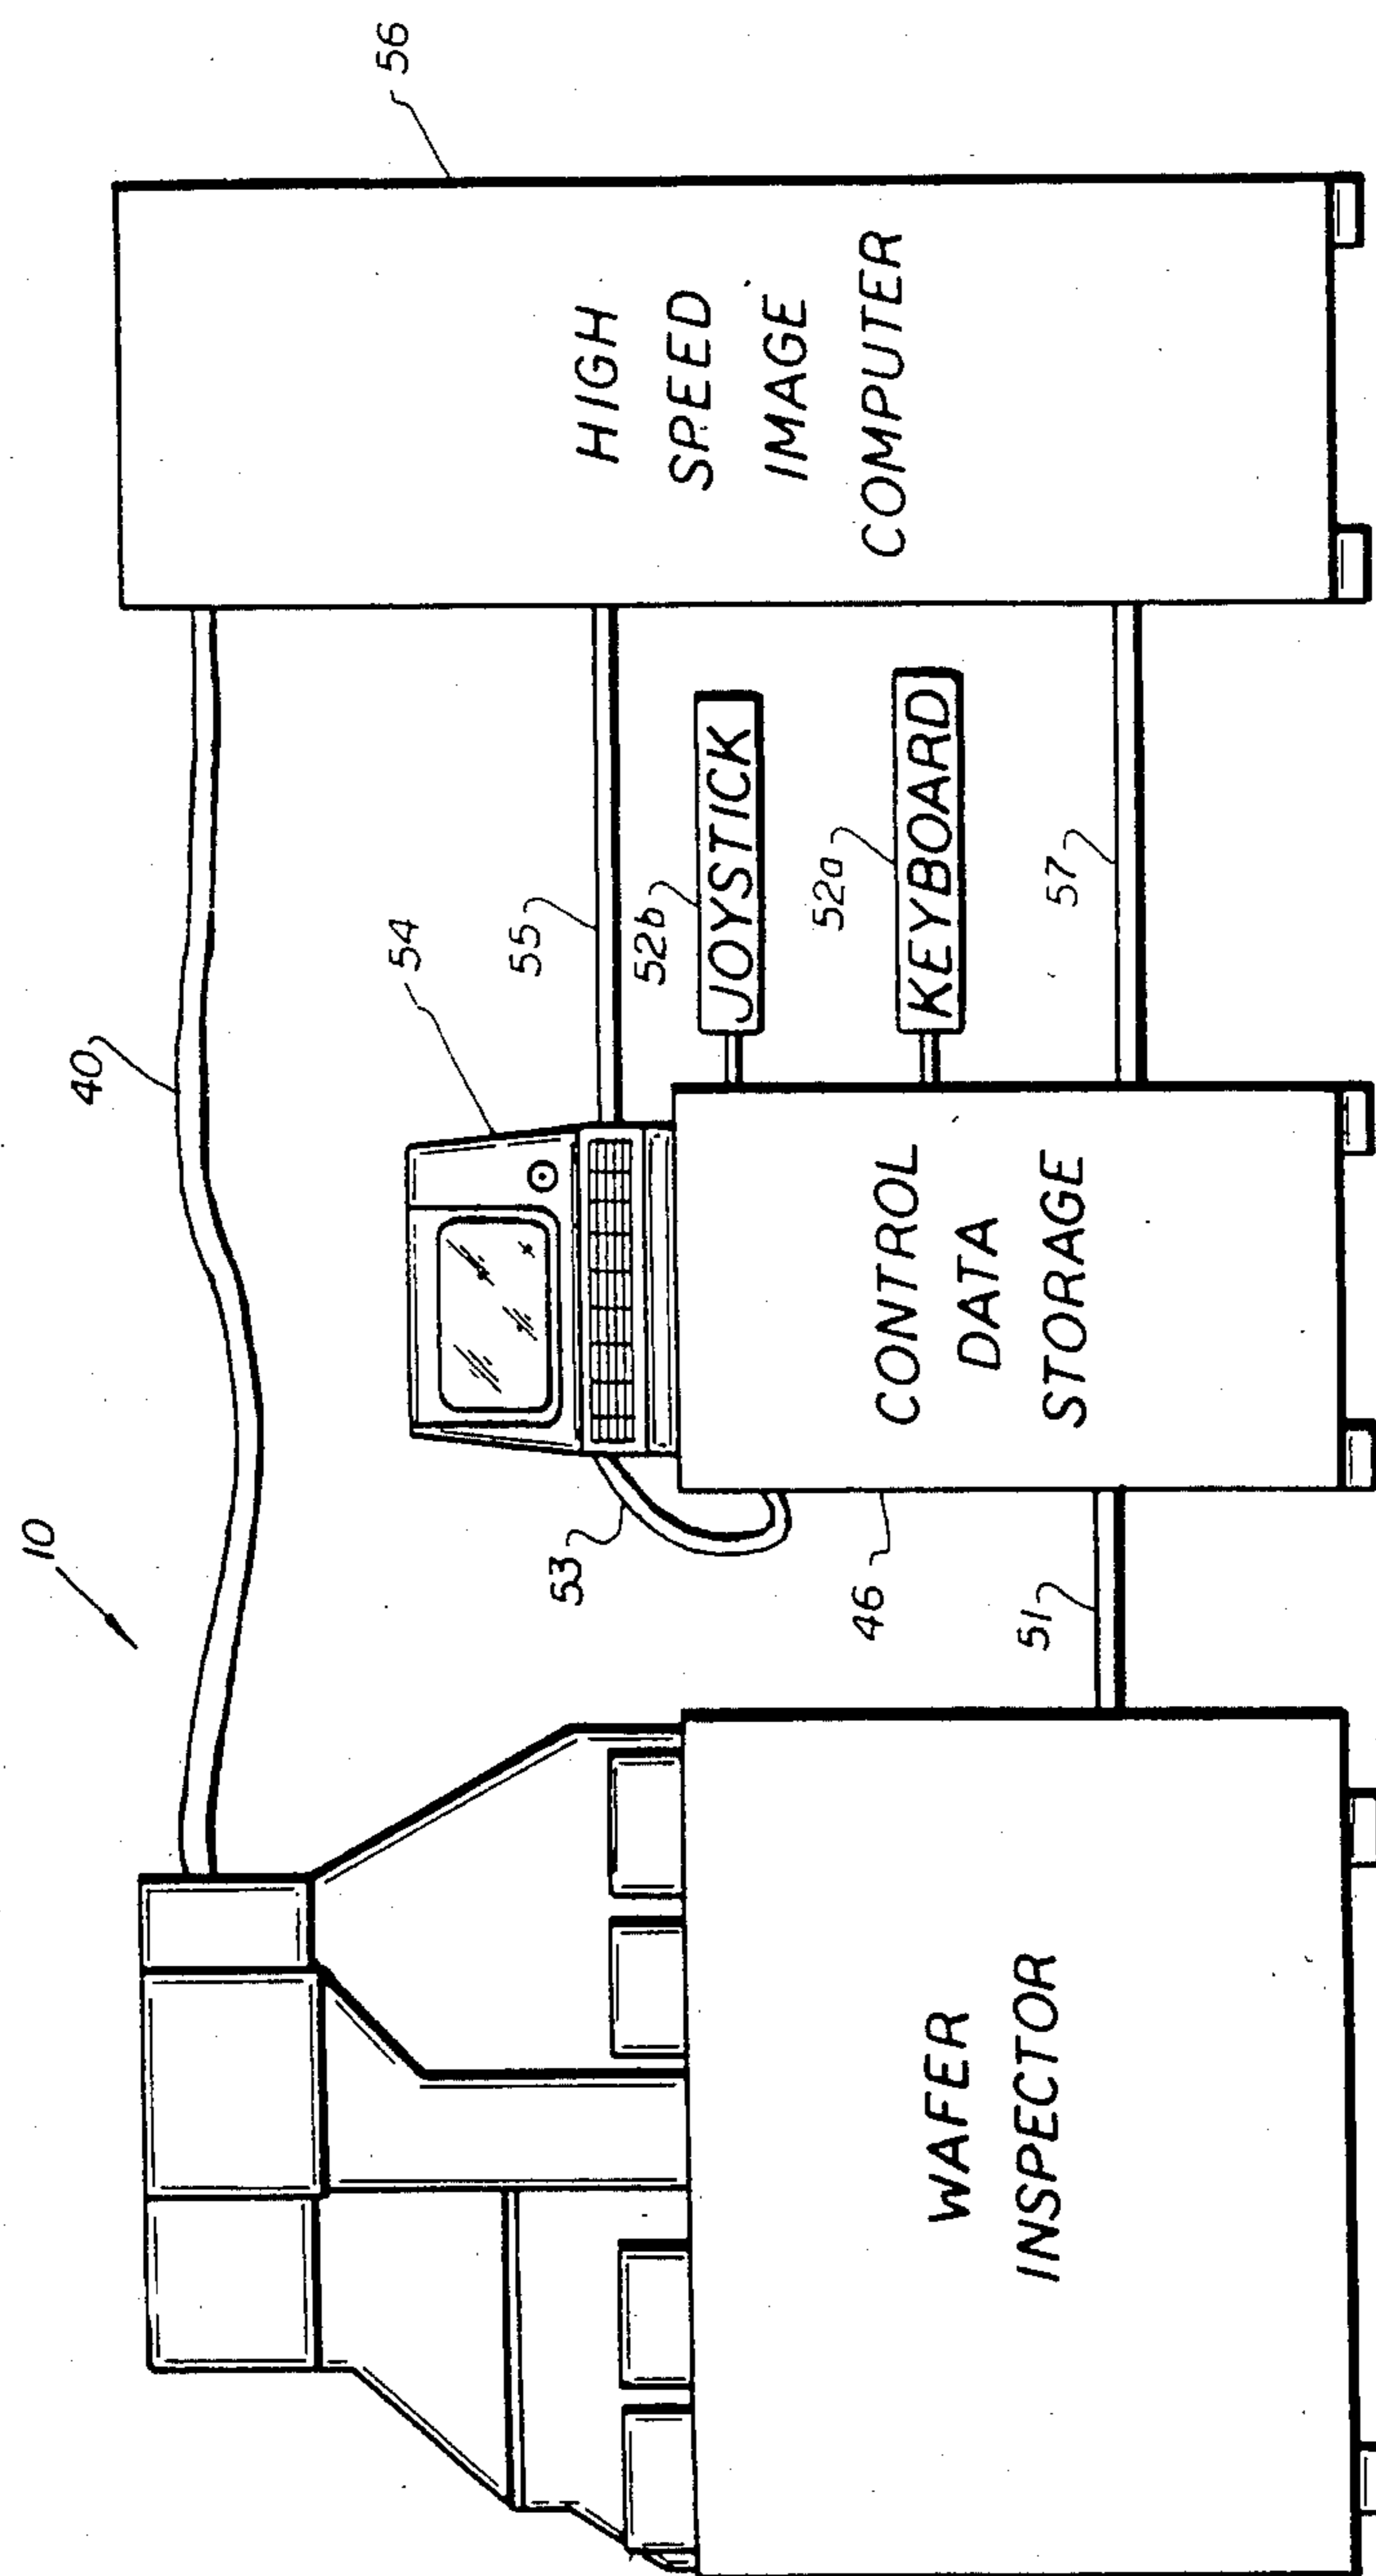 10
40
56
54
55
53
52b
JOYSTICK
52a
KEYBOARD
46
51
57
WAFER
INSPECTOR
CONTROL
DATA
STORAGE
HIGH
SPEED
IMAGE
COMPUTER